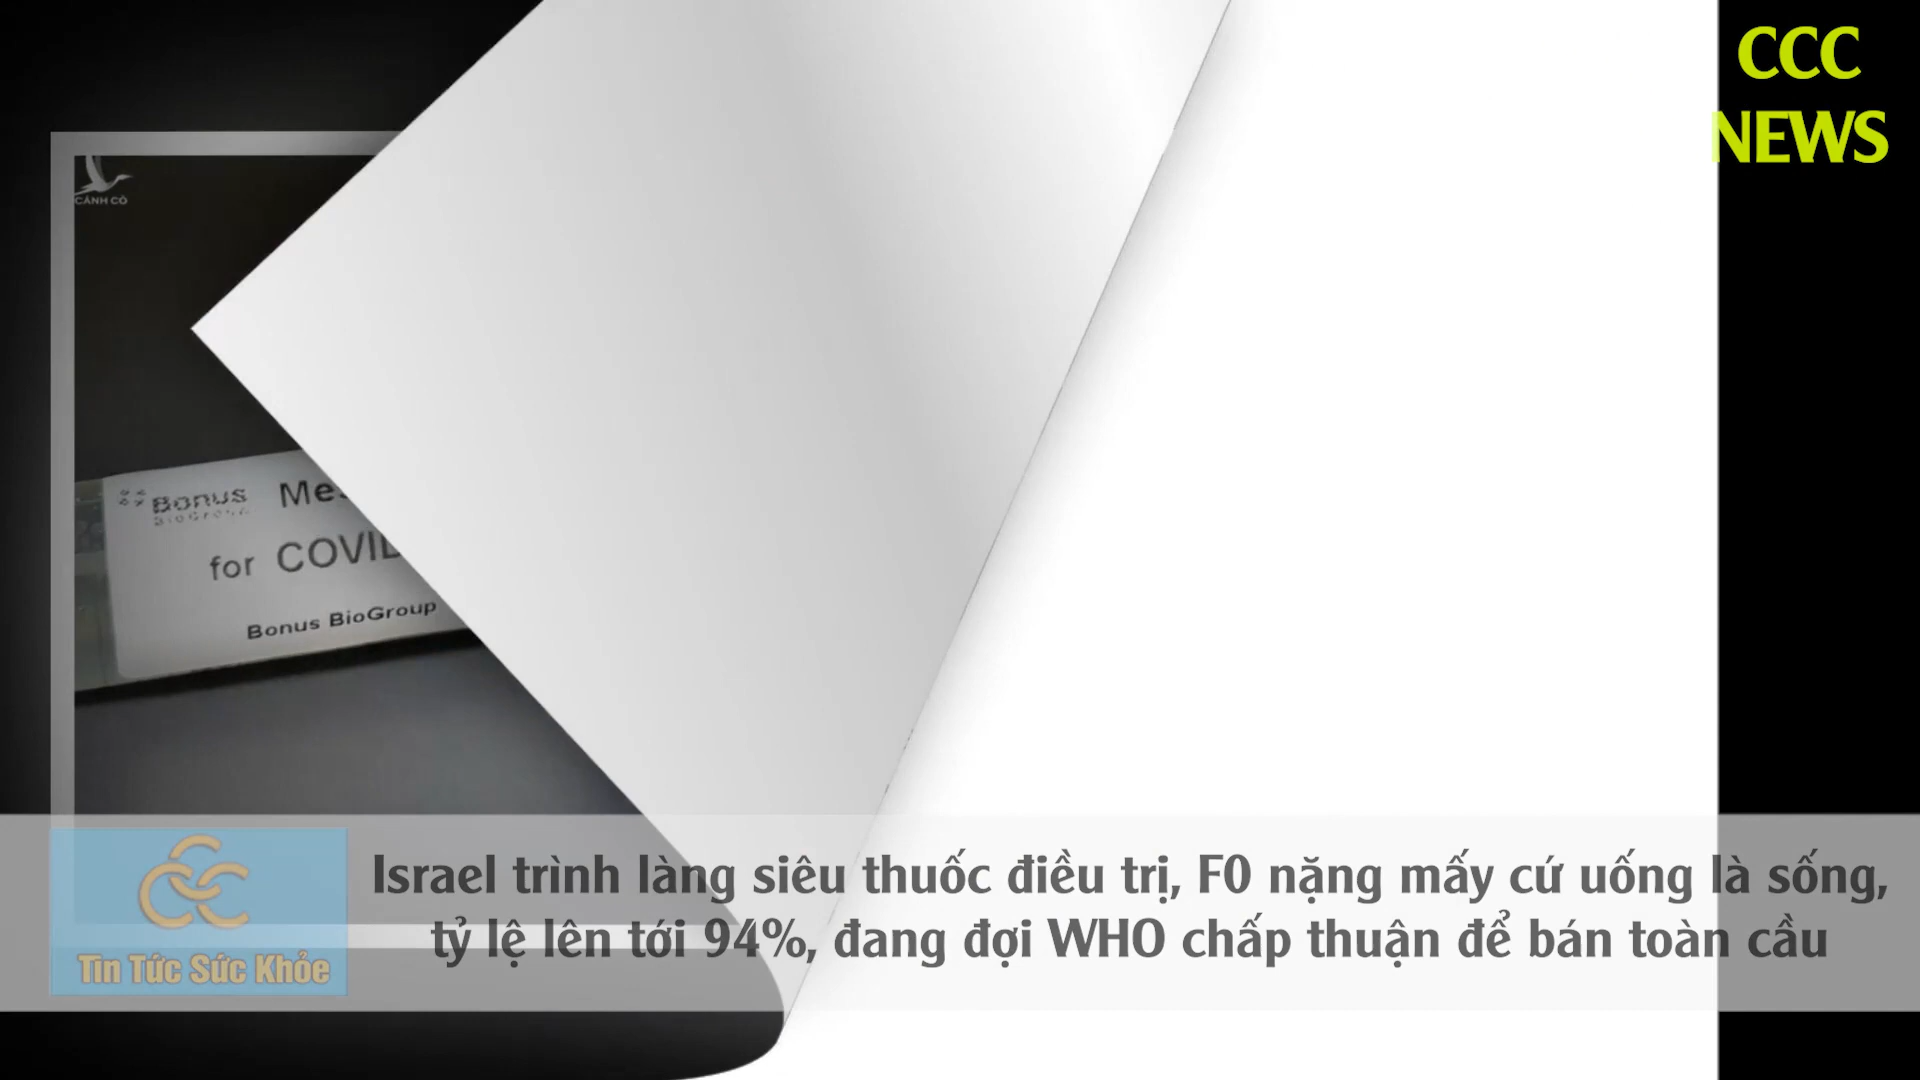 CCC
NEWS
CÁNH CÒ
Bonus
BioGroup
for COVID
Bonus BioGroup
Israel trình làng siêu thuốc điều trị, F0 nặng mấy cứ uống là sống,
tỷ lệ lên tới 94%, đang đợi WHO chấp thuận để bán toàn cầu
Tin Tức Sức Khỏe